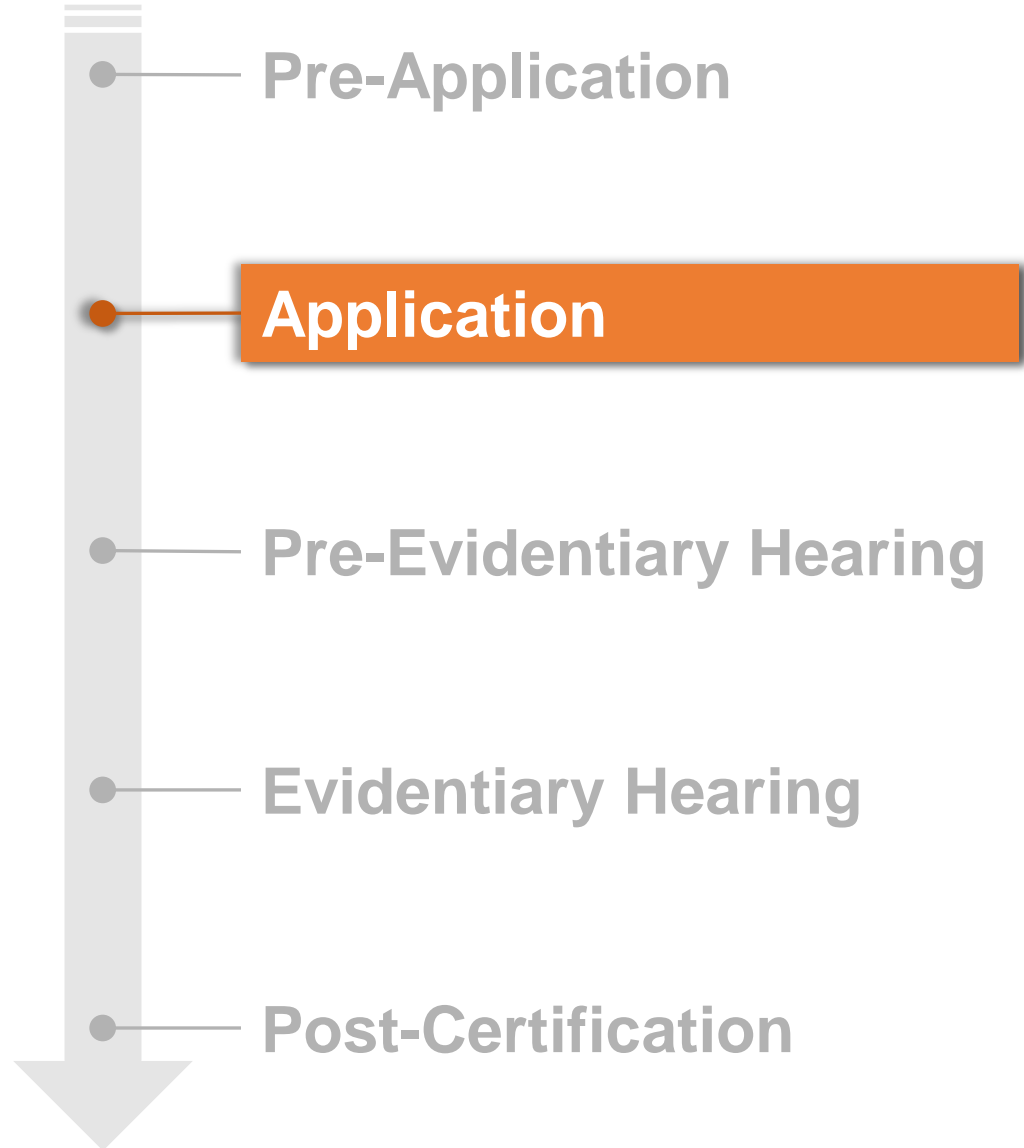 Pre-Application
Application
Pre-Evidentiary Hearing
Evidentiary Hearing
Post-Certification